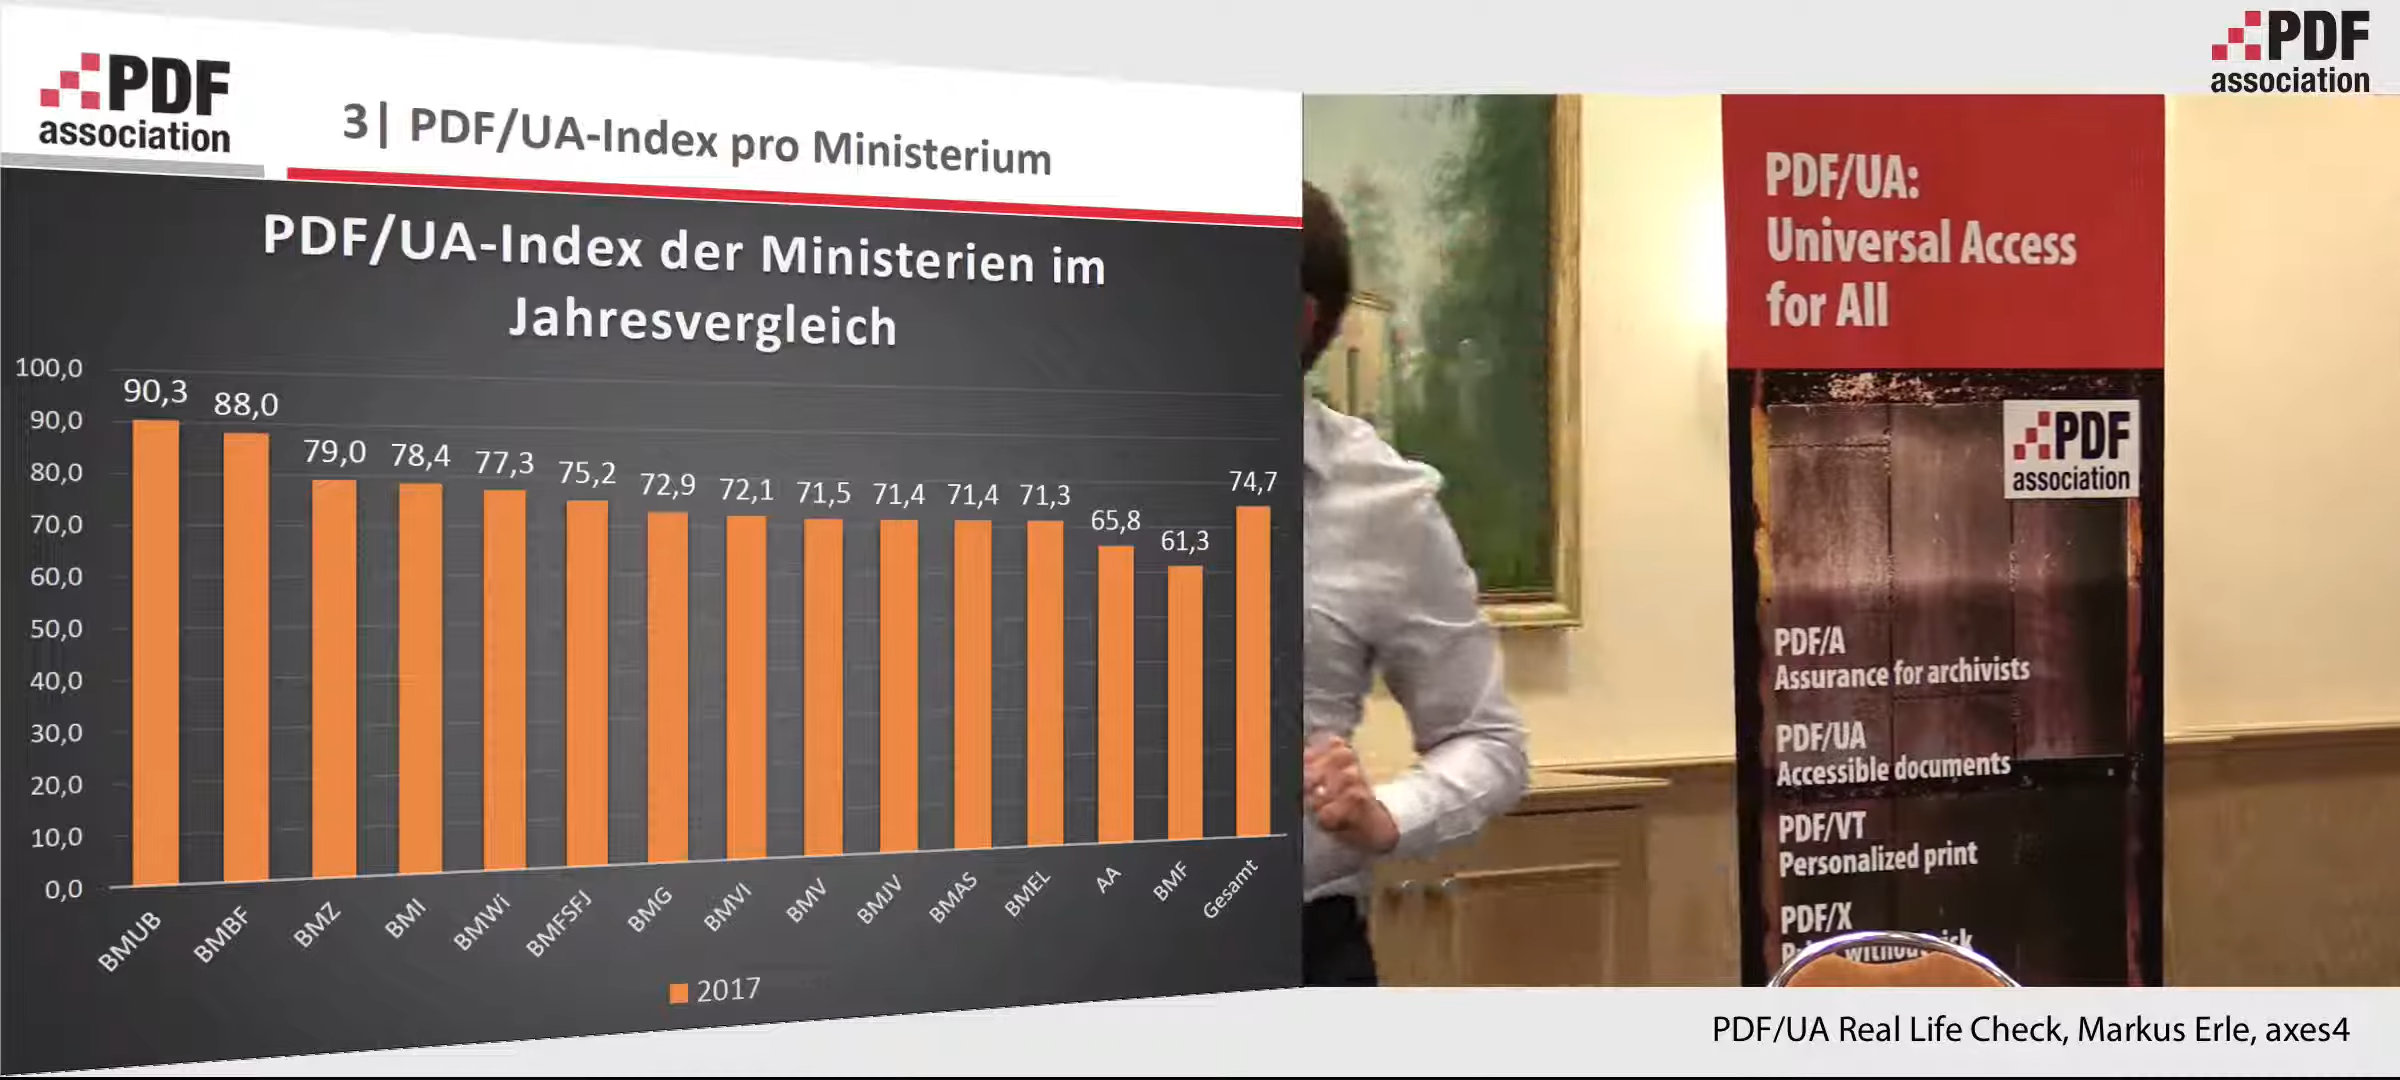 PDF
association
3| PDF/UA-Index pro Ministerium
PDF/UA-Index der Ministerien im
Jahresvergleich
100,0
90,0
80,0
70,0
60,0
50,0
40,0
30,0
20,0
10,0
0,0
90,3
88,0
79,0
78,4
77,3
75,2
72,9
72,1
71,5
71,4
71,4
71,3
65,8
61,3
74,7
BMUB
BMBF
BMZ
BMI
BMWi
BMFSFJ
BMG
BMVI
BMV
BMJV
BMAS
BMEL
AA
BMF
Gesamt
2017
PDF
association
PDF/UA:
Universal Access
for All
PDF
association
PDF/A
Assurance for archivists
PDF/UA
Accessible documents
PDF/VT
Personalized print
PDF/X
without
PDF/UA Real Life Check, Markus Erle, axes4